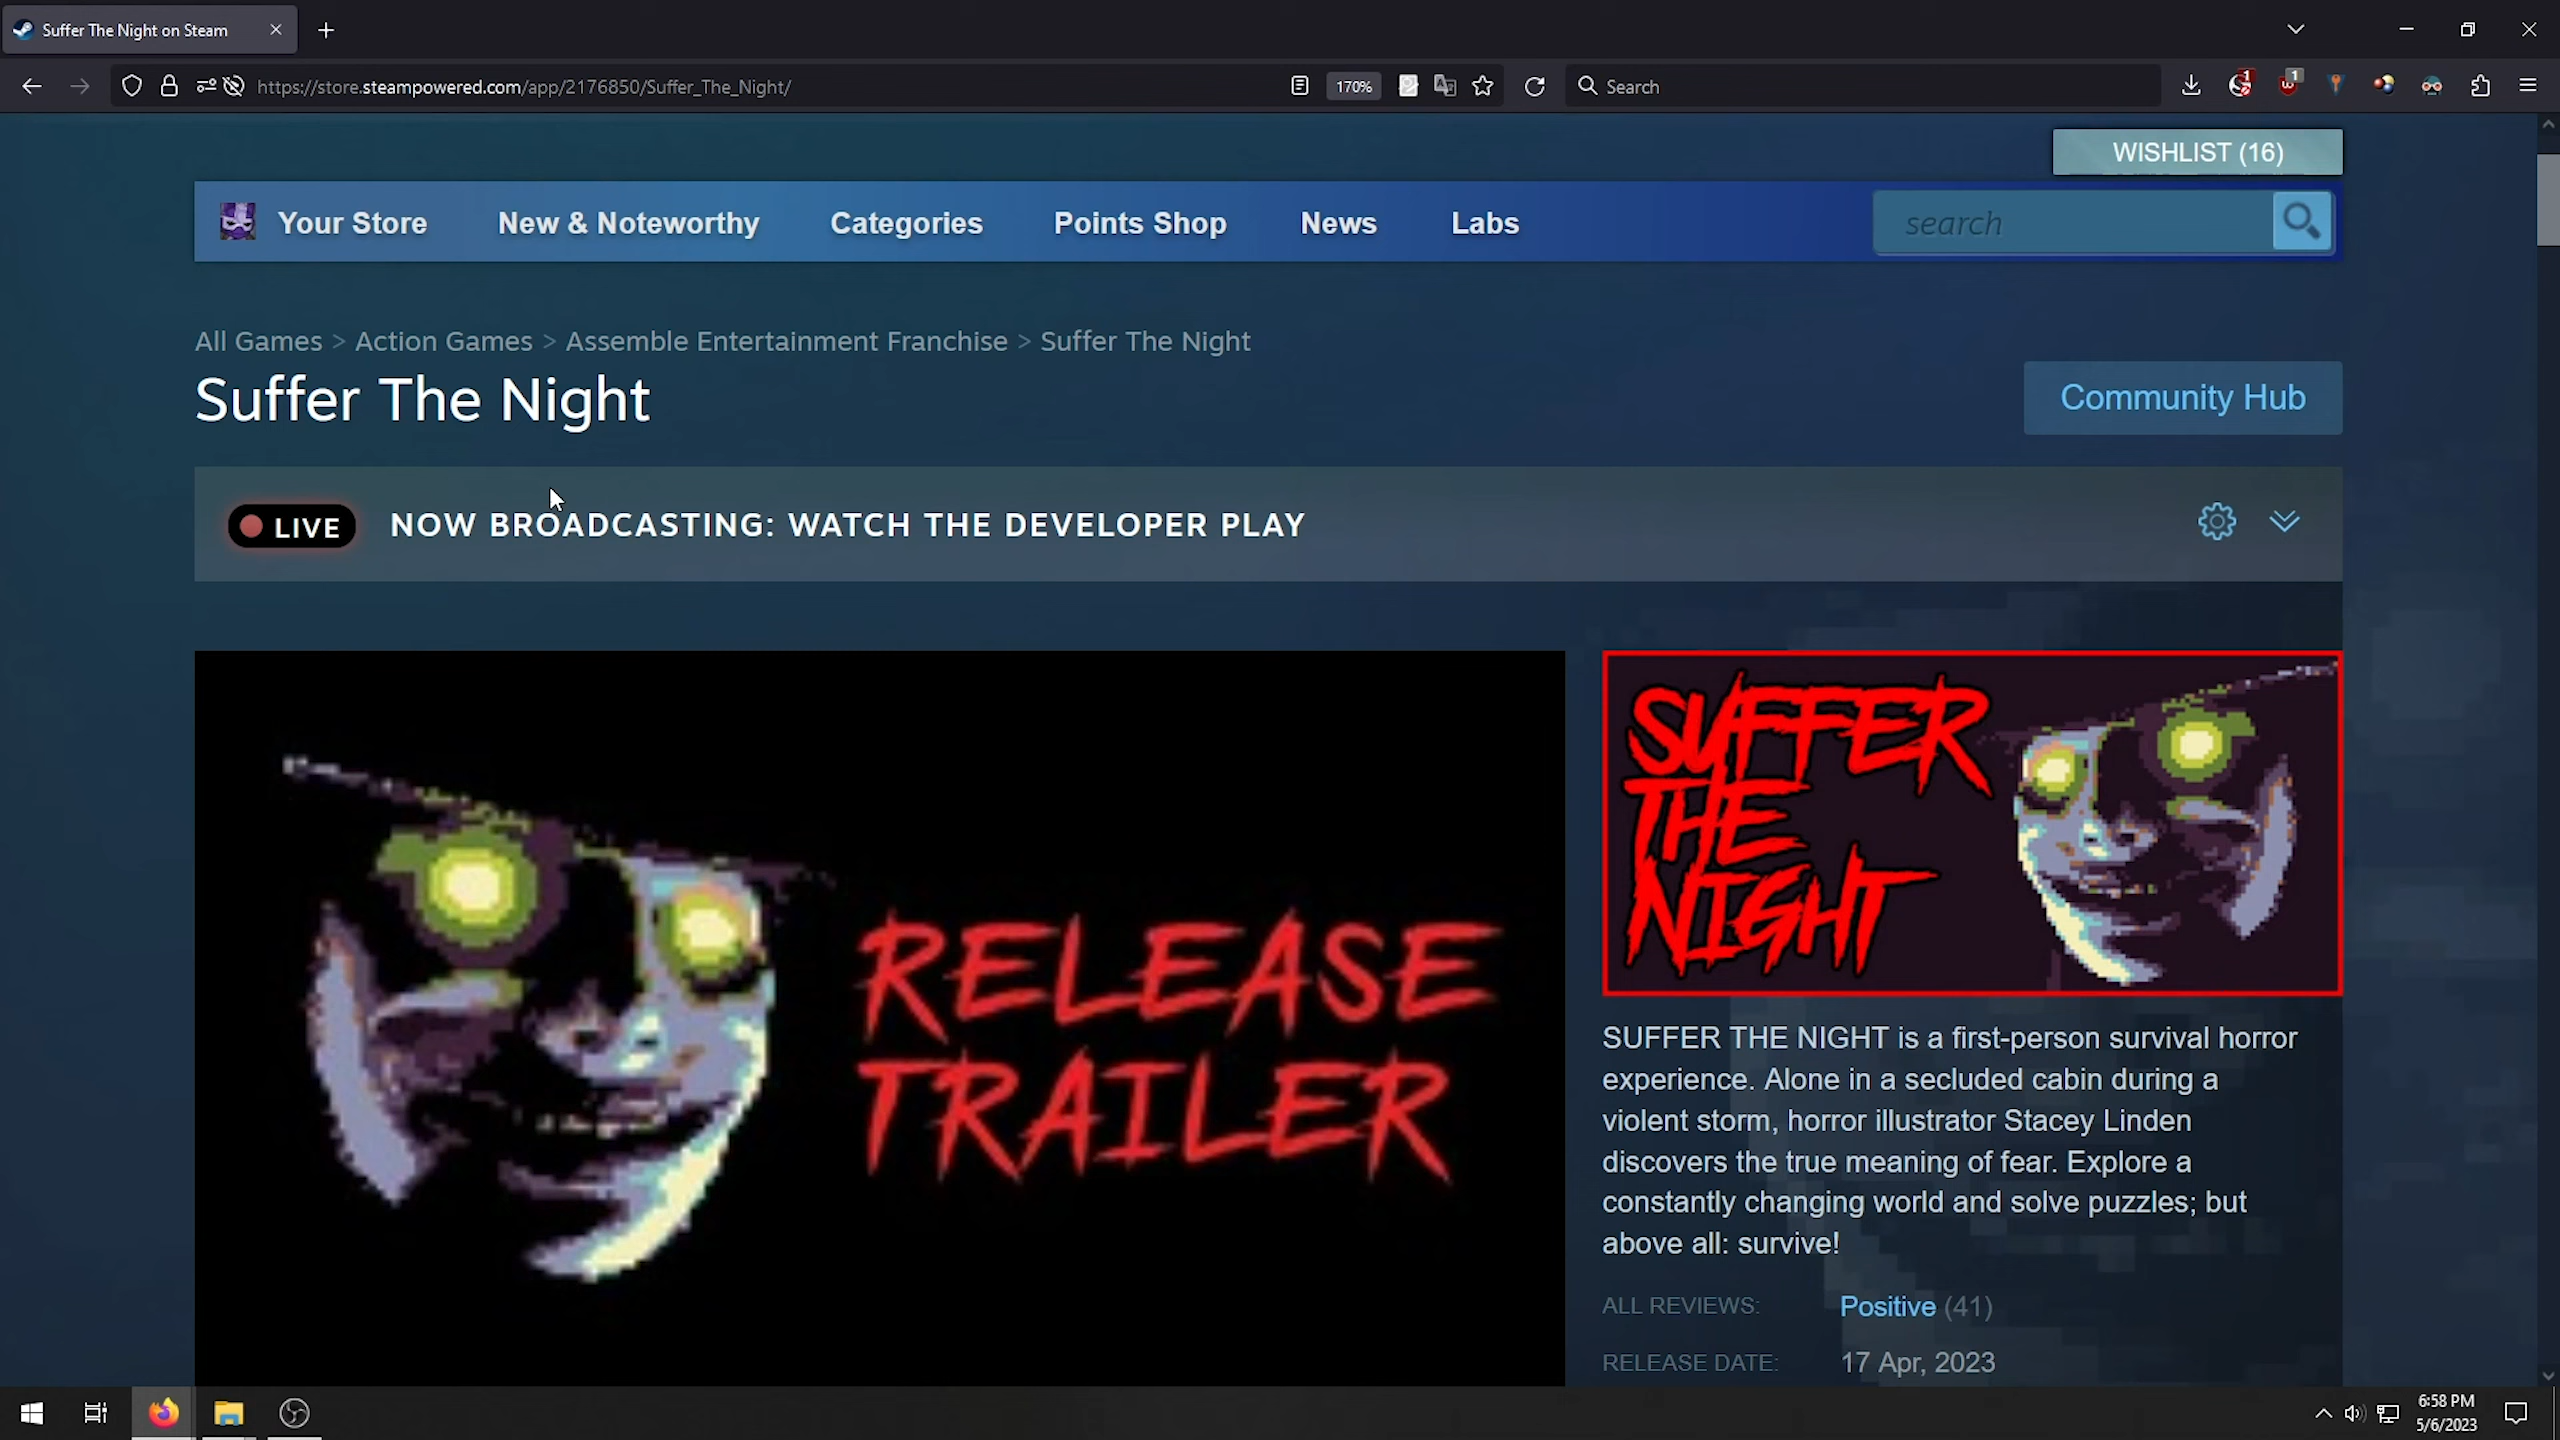 Suffer The Night on Steam
https://store.steampowered.com/app/2176850/Suffer_The_Night/
170%
Search
1
1
WISHLIST (16)
Your Store
New & Noteworthy
Categories
Points Shop
News
Labs
search
All Games > Action Games > Assemble Entertainment Franchise > Suffer The Night
Suffer The Night
Community Hub
LIVE
NOW BROADCASTING: WATCH THE DEVELOPER PLAY
RELEASE
TRAILER
SUFFER
THE
NIGHT
SUFFER THE NIGHT is a first-person survival horror
experience. Alone in a secluded cabin during a
violent storm, horror illustrator Stacey Linden
discovers the true meaning of fear. Explore a
constantly changing world and solve puzzles; but
above all: survive!
ALL REVIEWS: Positive (41)
RELEASE DATE: 17 Apr, 2023
6:58 PM
5/6/2023